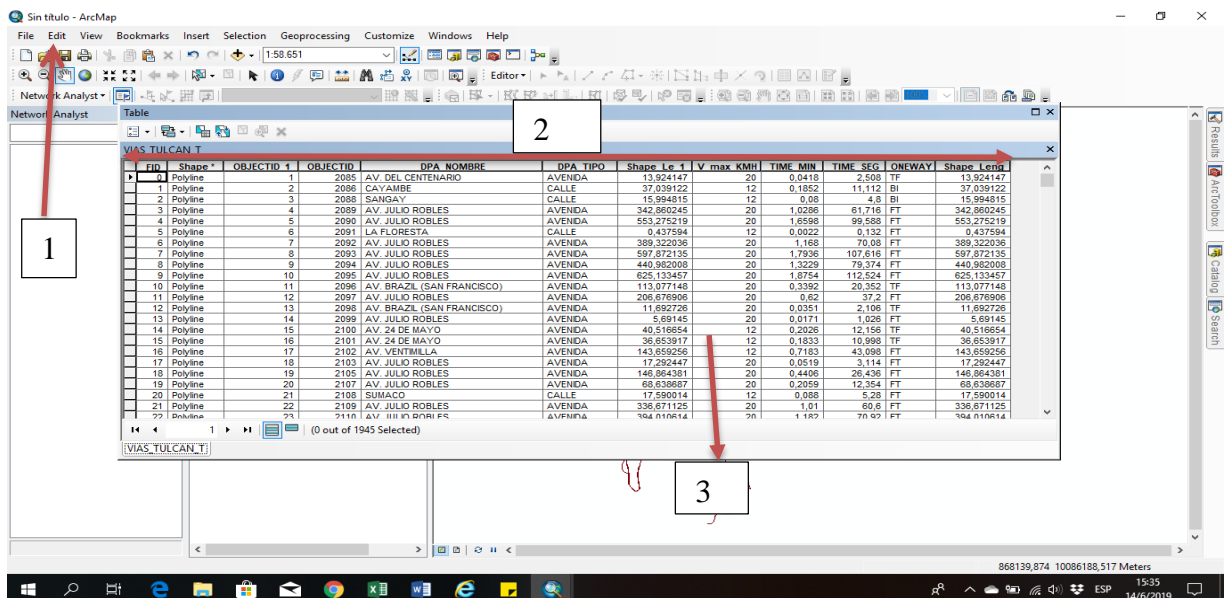 Sin título - ArcMap
File Edit View Bookmarks Insert Selection Geoprocessing Customize Windows Help
1:58.651
Editor
Network Analyst
Network Analyst
Table
VIAS_TULCAN_T
FID Shape * OBJECTID_1 OBJECTID DPA_NOMBRE DPA_TIPO Shape_Le_1 V_max_KMH TIME_MIN TIME_SEG ONEWAY Shape_Leng
0 Polyline 1 2085 AV. DEL CENTENARIO AVENIDA 13,924147 20 0,0418 2,508 TF 13,924147
1 Polyline 2 2086 CAYAMBE CALLE 37,039122 12 0,1852 11,112 BI 37,039122
2 Polyline 3 2088 SANGAY CALLE 15,994815 12 0,08 4,8 BI 15,994815
3 Polyline 4 2089 AV. JULIO ROBLES AVENIDA 342,860245 20 1,0286 61,716 FT 342,860245
4 Polyline 5 2090 AV. JULIO ROBLES AVENIDA 553,275219 20 1,6598 99,588 FT 553,275219
5 Polyline 6 2091 LA FLORESTA CALLE 0,437594 12 0,0022 0,132 FT 0,437594
6 Polyline 7 2092 AV. JULIO ROBLES AVENIDA 389,322036 20 1,168 70,08 FT 389,322036
7 Polyline 8 2093 AV. JULIO ROBLES AVENIDA 597,872135 20 1,7936 107,616 FT 597,872135
8 Polyline 9 2094 AV. JULIO ROBLES AVENIDA 440,982008 20 1,3229 79,374 FT 440,982008
9 Polyline 10 2095 AV. JULIO ROBLES AVENIDA 625,133457 20 1,8754 112,524 FT 625,133457
10 Polyline 11 2096 AV. BRAZIL (SAN FRANCISCO) AVENIDA 113,077148 20 0,3392 20,352 TF 113,077148
11 Polyline 12 2097 AV. JULIO ROBLES AVENIDA 206,676906 20 0,62 37,2 FT 206,676906
12 Polyline 13 2098 AV. BRAZIL (SAN FRANCISCO) AVENIDA 11,692726 20 0,0351 2,106 TF 11,692726
13 Polyline 14 2099 AV. JULIO ROBLES AVENIDA 5,69145 20 0,0171 1,026 FT 5,69145
14 Polyline 15 2100 AV. 24 DE MAYO AVENIDA 40,516654 12 0,2026 12,156 TF 40,516654
15 Polyline 16 2101 AV. 24 DE MAYO AVENIDA 36,653917 12 0,1833 10,998 TF 36,653917
16 Polyline 17 2102 AV. VENTIMILLA AVENIDA 143,659256 12 0,7183 43,098 FT 143,659256
17 Polyline 18 2103 AV. JULIO ROBLES AVENIDA 17,292447 20 0,0519 3,114 FT 17,292447
18 Polyline 19 2105 AV. JULIO ROBLES AVENIDA 146,864381 20 0,4406 26,436 FT 146,864381
19 Polyline 20 2107 AV. JULIO ROBLES AVENIDA 68,638687 20 0,2059 12,354 FT 68,638687
20 Polyline 21 2108 SUMACO CALLE 17,590014 12 0,088 5,28 FT 17,590014
21 Polyline 22 2109 AV. JULIO ROBLES AVENIDA 336,671125 20 1,01 60,6 FT 336,671125
22 Polyline 23 2110 AV. JULIO ROBLES AVENIDA 394,010614 20 1,182 70,92 FT 394,010614
1 (0 out of 1945 Selected)
VIAS_TULCAN_T
1
2
3
Results
ArcToolbox
Catalog
Search
868139,874 10086188,517 Meters
ESP
15:35
14/6/2019